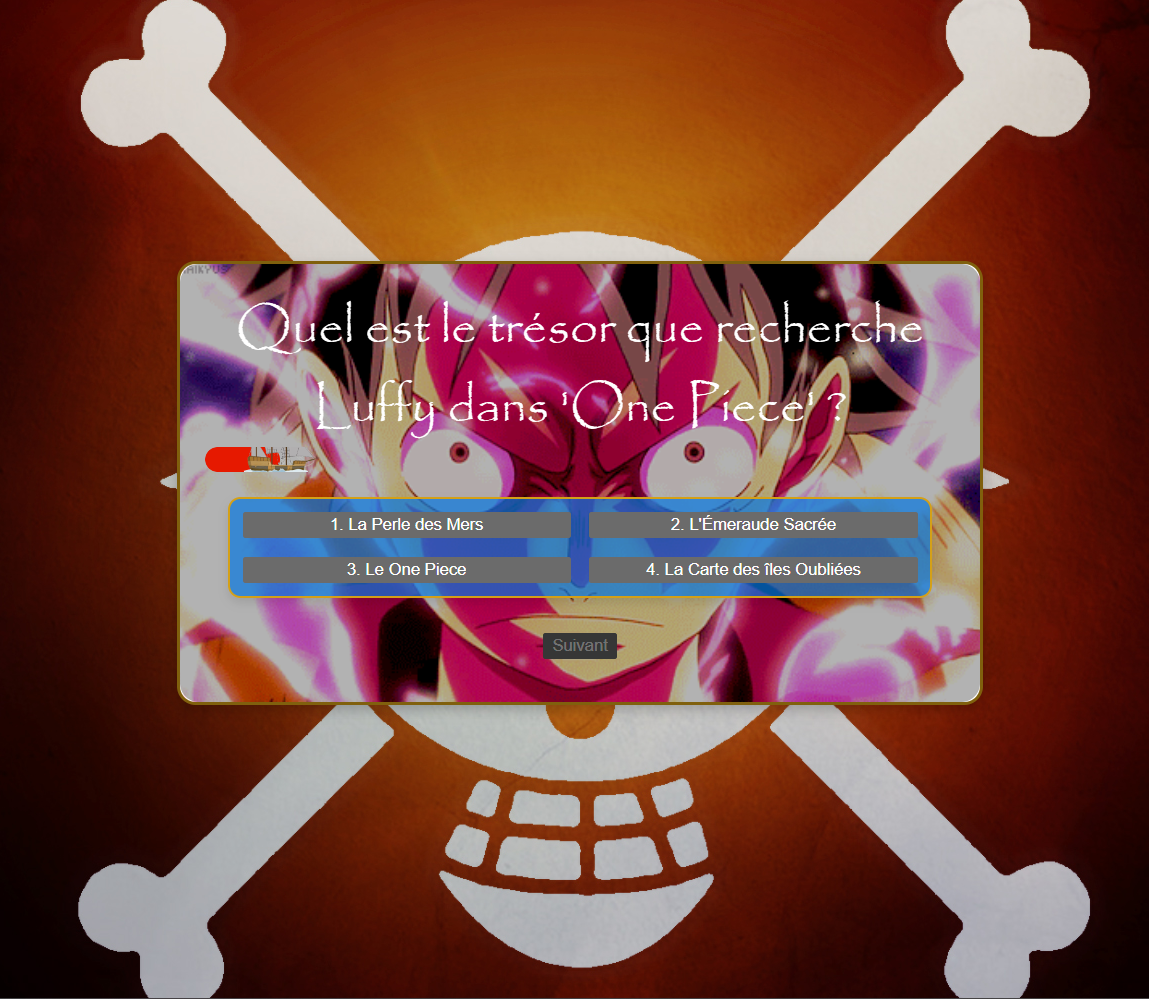 Quel est le trésor que recherche
Luffy dans 'One Piece' ?
1. La Perle des Mers
2. L'Émeraude Sacrée
3. Le One Piece
4. La Carte des îles Oubliées
Suivant